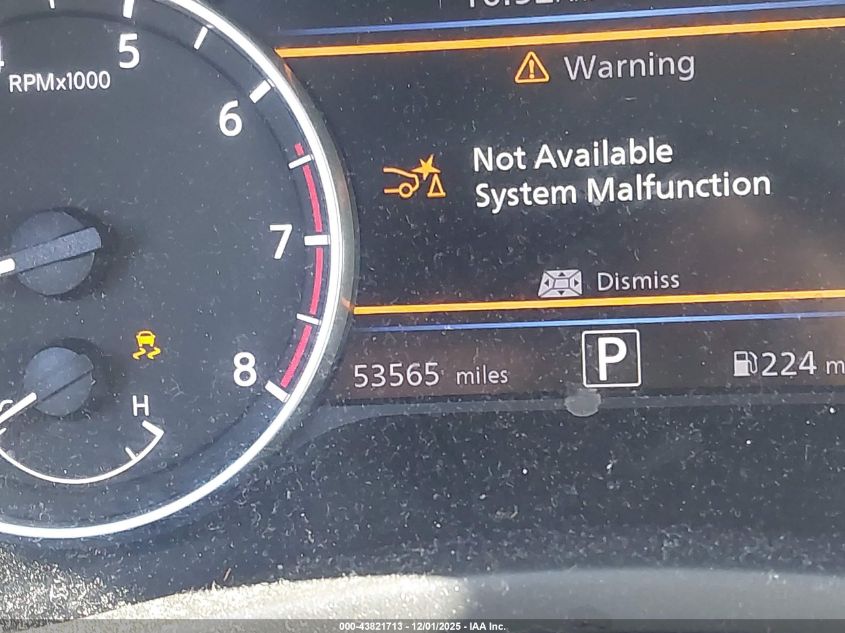 5
RPMx1000
6
7
8
H
Warning
Not Available
System Malfunction
Dismiss
53565 miles
P
224 m
000-43821713 - 12/01/2025 - IAA Inc.